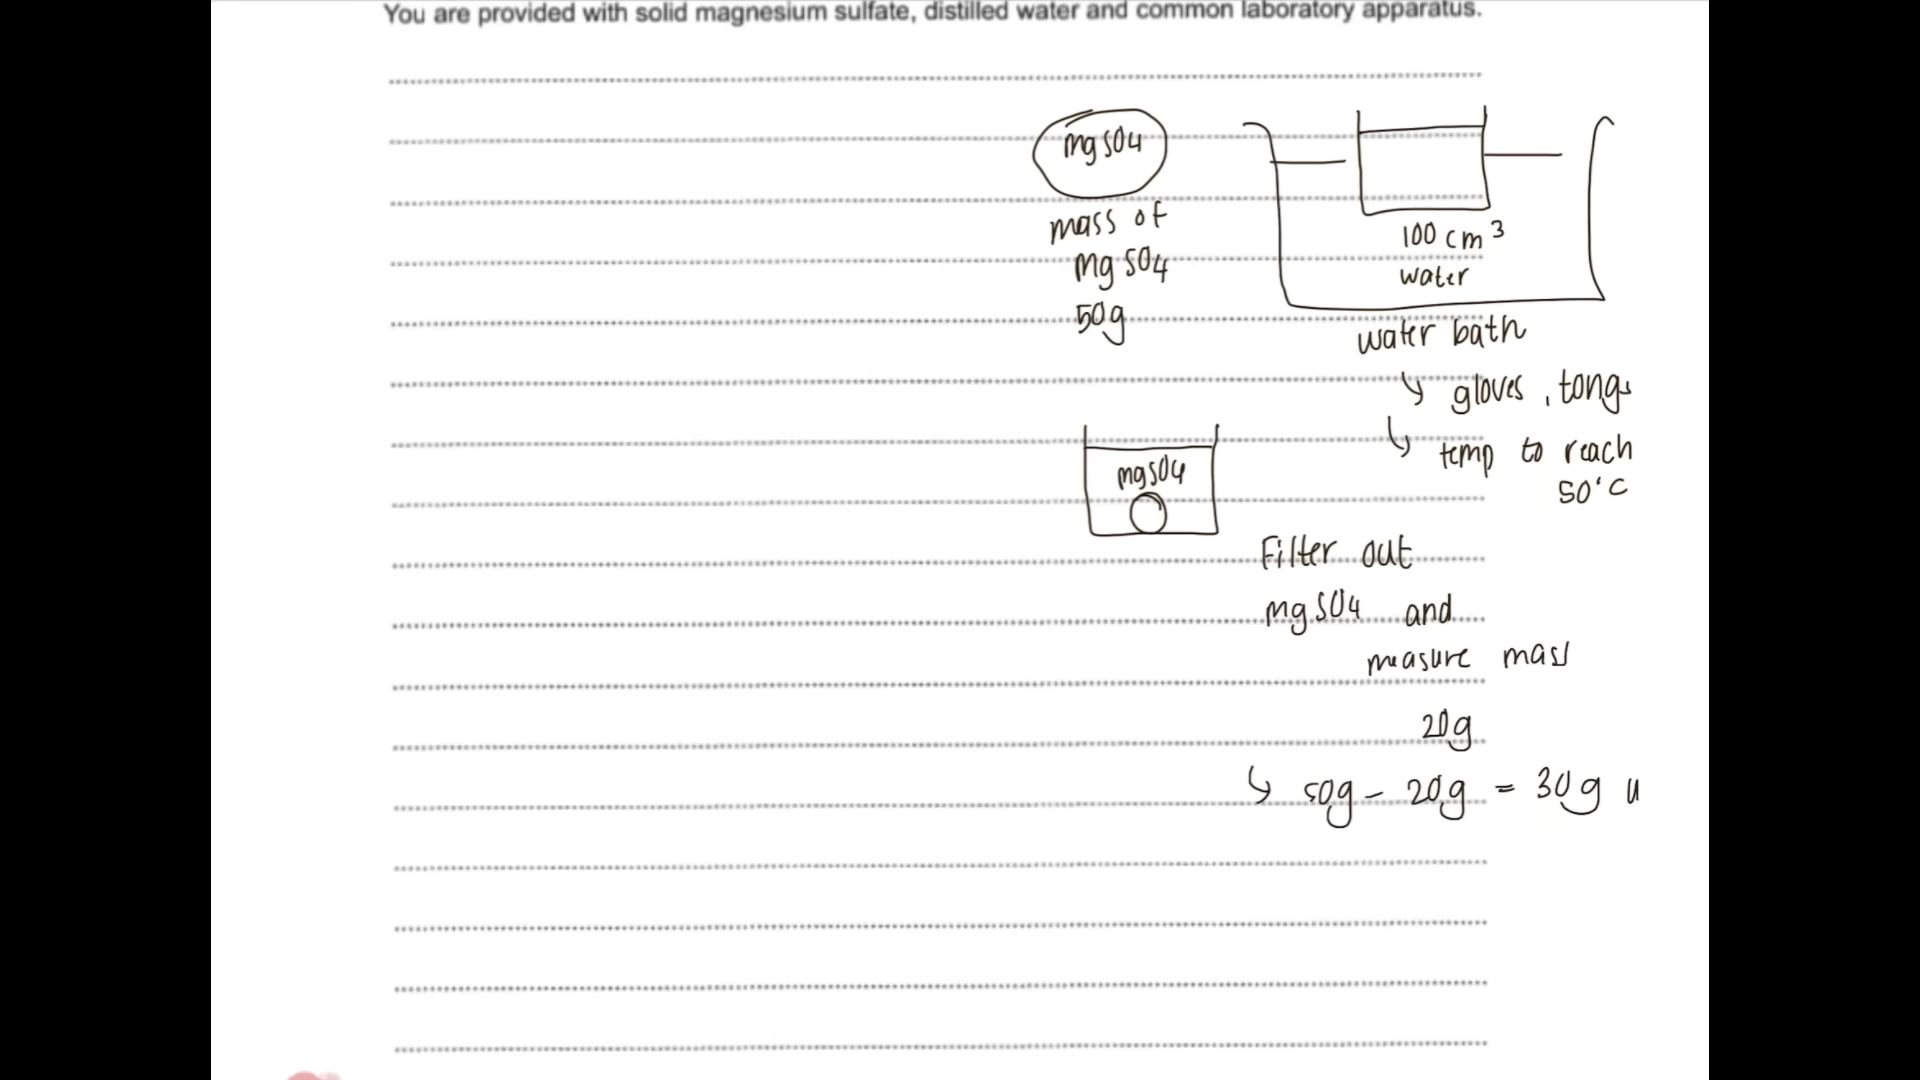 You are provided with solid magnesium sulfate, distilled water and common laboratory apparatus.
mgSO4
mass of
mgSO4
50g
100 cm³
water
water bath
↳ gloves, tongs
↳ temp to reach
50°C
mgSO4
Filter out
mgSO4 and
measure mass
20g
↳ 50g - 20g = 30g u